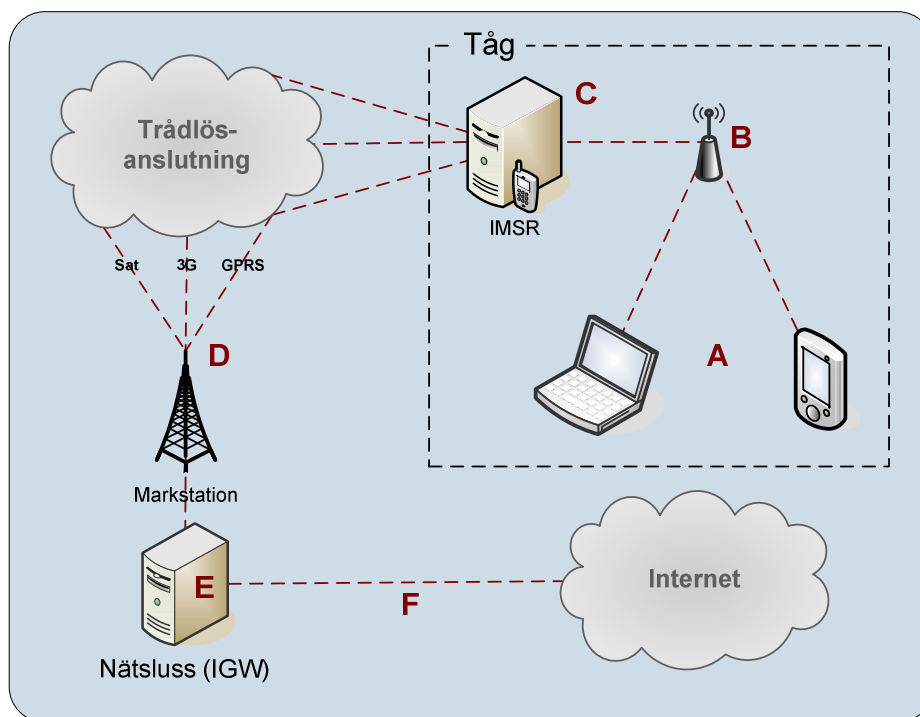 Tåg
C
B
Trådlös-
anslutning
IMSR
Sat
3G
GPRS
D
A
Markstation
E
F
Internet
Nätsluss (IGW)